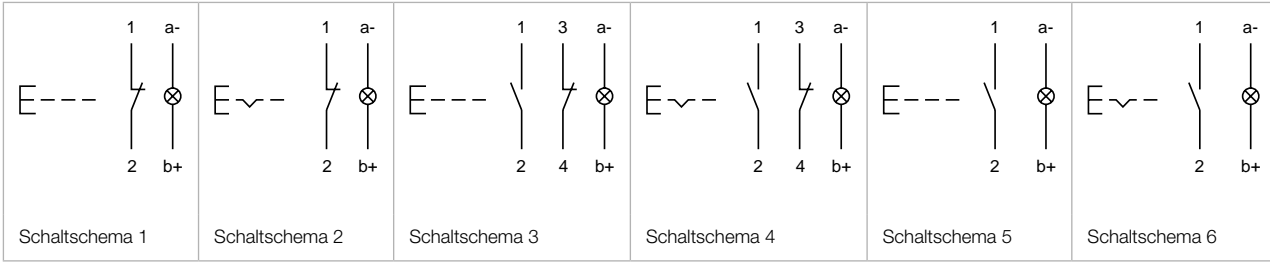 1 a-
2 b+
Schaltschema 1
1 a-
2 b+
Schaltschema 2
1 3 a-
2 4 b+
Schaltschema 3
1 3 a-
2 4 b+
Schaltschema 4
1 a-
2 b+
Schaltschema 5
1 a-
2 b+
Schaltschema 6